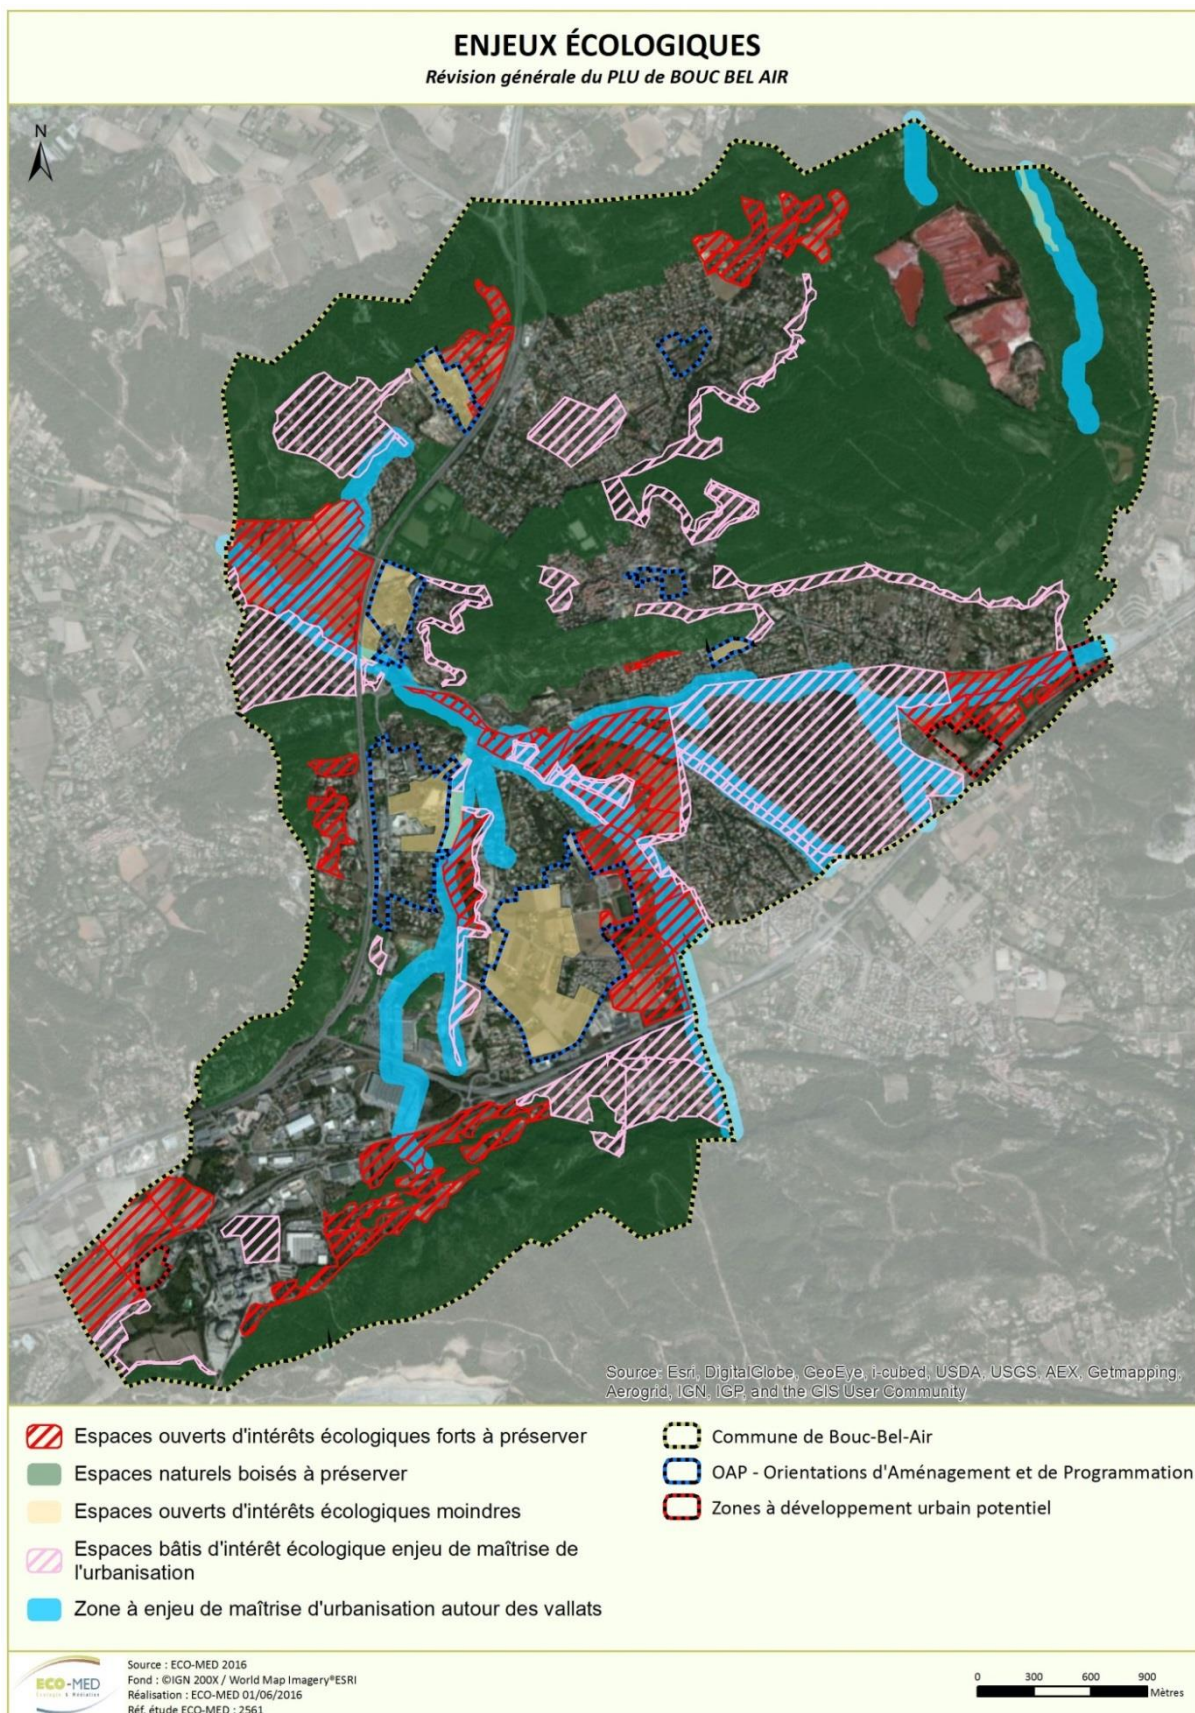 ENJEUX ÉCOLOGIQUES
Révision générale du PLU de BOUC BEL AIR
N
Source: Esri, DigitalGlobe, GeoEye, i-cubed, USDA, USGS, AEX, Getmapping,
Aerogrid, IGN, IGP, and the GIS User Community
Espaces ouverts d'intérêts écologiques forts à préserver
Espaces naturels boisés à préserver
Espaces ouverts d'intérêts écologiques moindres
Espaces bâtis d'intérêt écologique enjeu de maîtrise de
l'urbanisation
Zone à enjeu de maîtrise d'urbanisation autour des vallats
Commune de Bouc-Bel-Air
OAP - Orientations d'Aménagement et de Programmation
Zones à développement urbain potentiel
ECO-MED
Ecologie & Médiation
Source : ECO-MED 2016
Fond : ©IGN 200X / World Map Imagery®ESRI
Réalisation : ECO-MED 01/06/2016
Réf. étude ECO-MED : 2561
0 300 600 900
Mètres